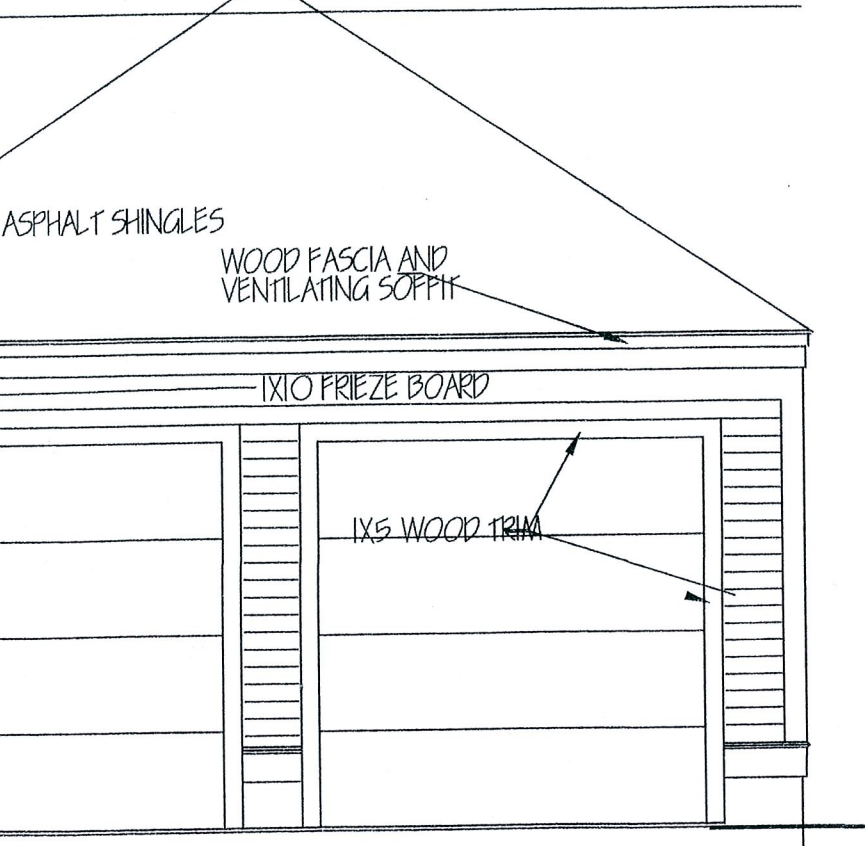 ASPHALT SHINGLES
WOOD FASCIA AND
VENTILATING SOFFIT
1X10 FRIEZE BOARD
1X5 WOOD TRIM